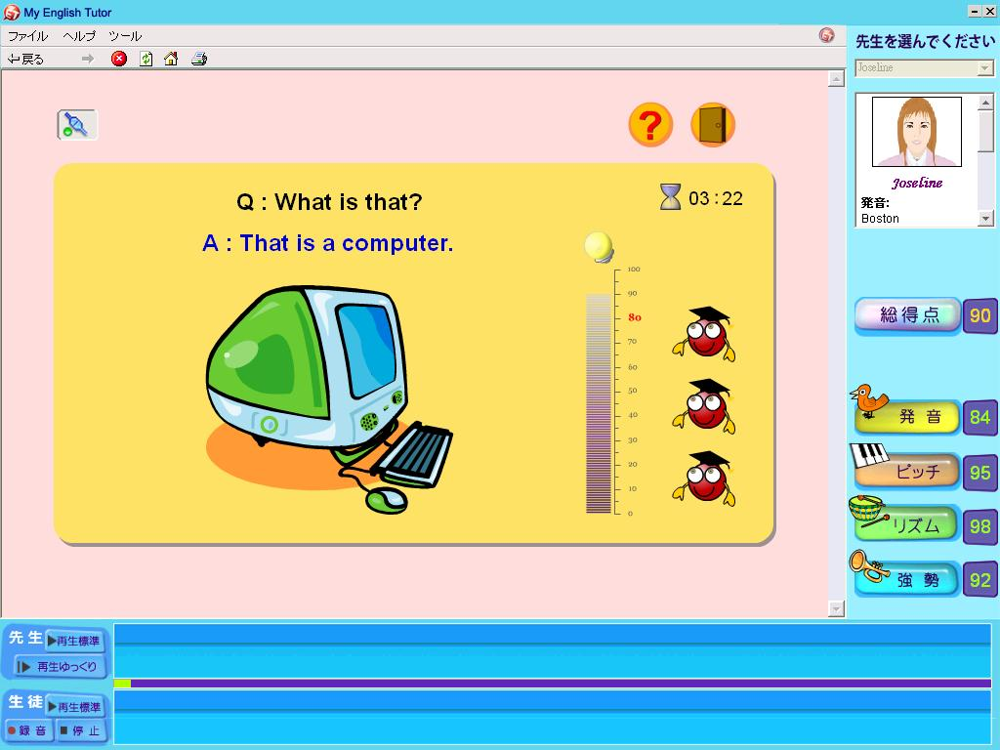 My English Tutor
ファイル ヘルプ ツール
戻る
先生を選んでください
Joseline
Joseline
発音:
Boston
Q : What is that?
A : That is a computer.
03 : 22
100
90
80
70
60
50
40
30
20
10
0
総得点 90
発音 84
ピッチ 95
リズム 98
強勢 92
先生 再生標準
再生ゆっくり
生徒 再生標準
録音 停止